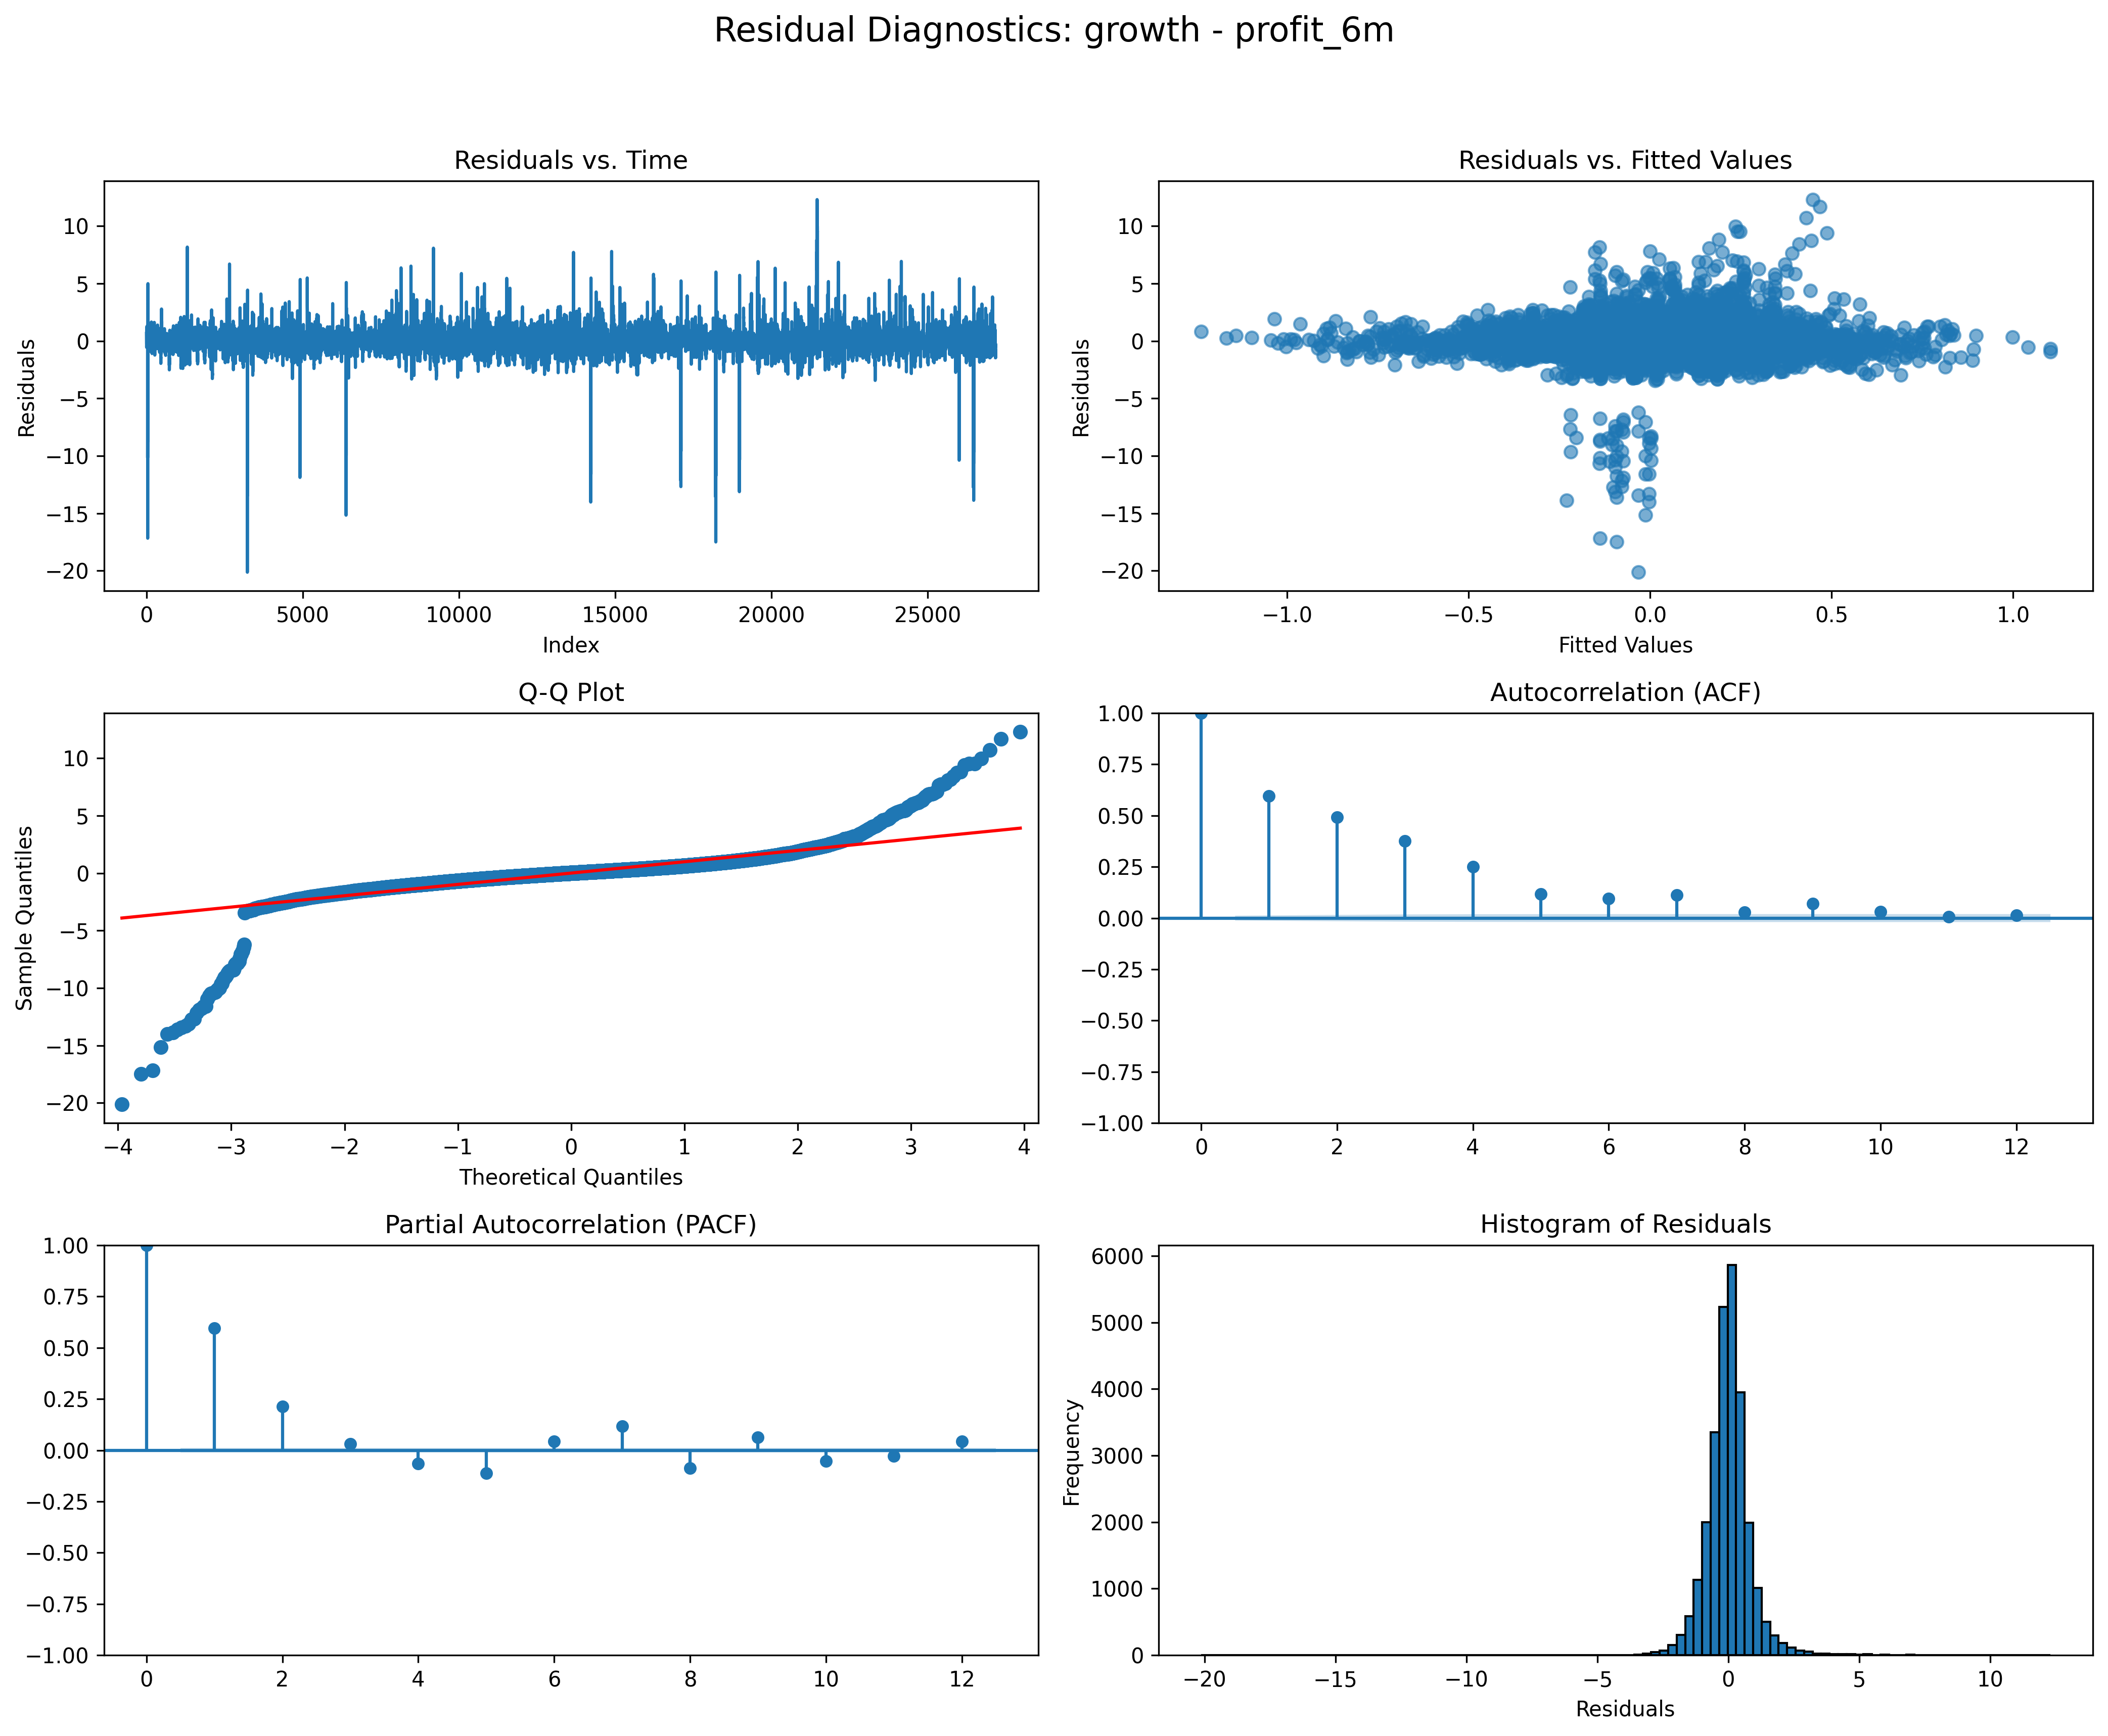 Residual Diagnostics: growth - profit_6m
Residuals vs. Time
10
5
0
−5
−10
−15
−20
Residuals
0 5000 10000 15000 20000 25000
Index
Residuals vs. Fitted Values
10
5
0
−5
−10
−15
−20
Residuals
−1.0 −0.5 0.0 0.5 1.0
Fitted Values
Q-Q Plot
10
5
0
−5
−10
−15
−20
Sample Quantiles
−4 −3 −2 −1 0 1 2 3 4
Theoretical Quantiles
Autocorrelation (ACF)
1.00
0.75
0.50
0.25
0.00
−0.25
−0.50
−0.75
−1.00
0 2 4 6 8 10 12
Partial Autocorrelation (PACF)
1.00
0.75
0.50
0.25
0.00
−0.25
−0.50
−0.75
−1.00
0 2 4 6 8 10 12
Histogram of Residuals
6000
5000
4000
3000
2000
1000
0
Frequency
−20 −15 −10 −5 0 5 10
Residuals